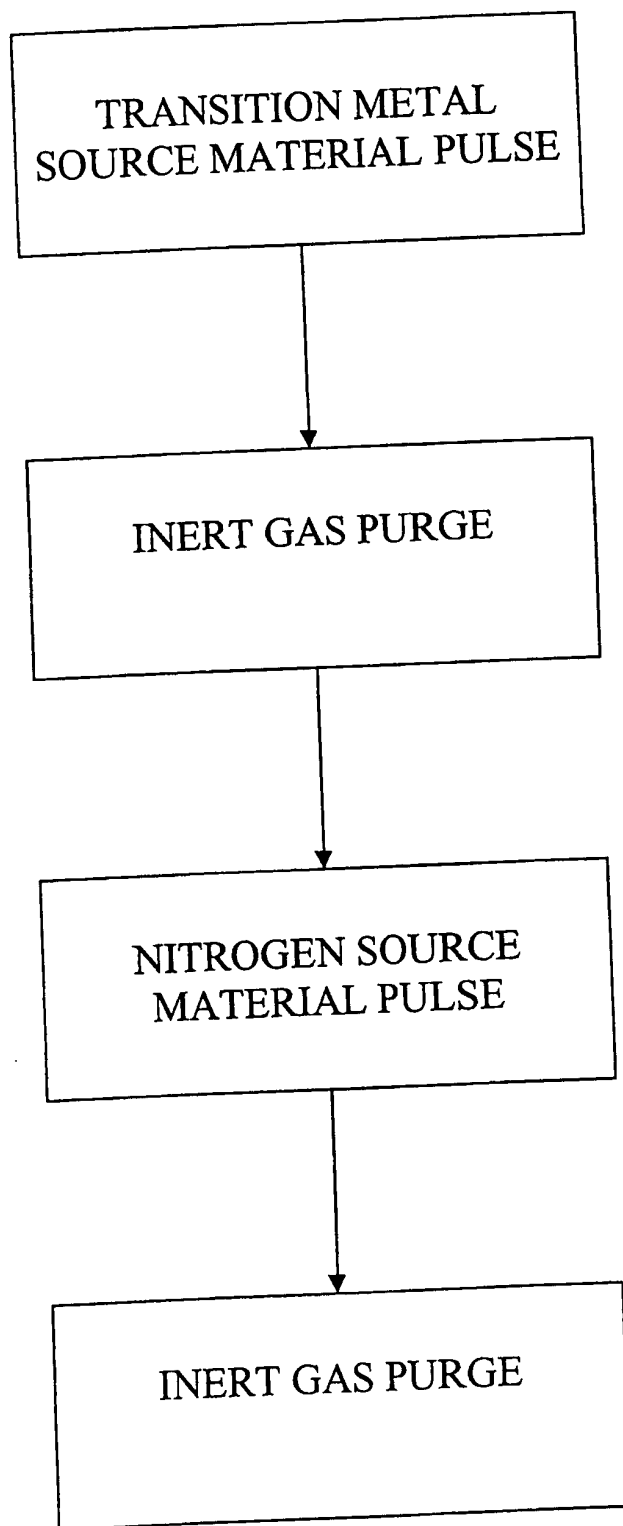 TRANSITION METAL
SOURCE MATERIAL PULSE
INERT GAS PURGE
NITROGEN SOURCE
MATERIAL PULSE
INERT GAS PURGE